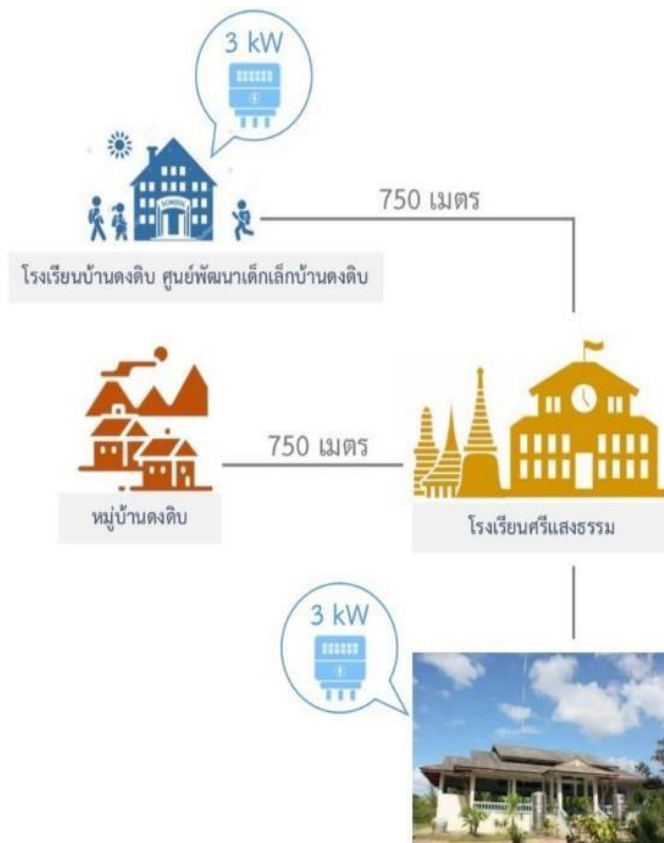 3 kW
SCHOOL
750 เมตร
โรงเรียนบ้านดงดิบ ศูนย์พัฒนาเด็กเล็กบ้านดงดิบ
750 เมตร
หมู่บ้านดงดิบ
โรงเรียนศรีแสงธรรม
3 kW